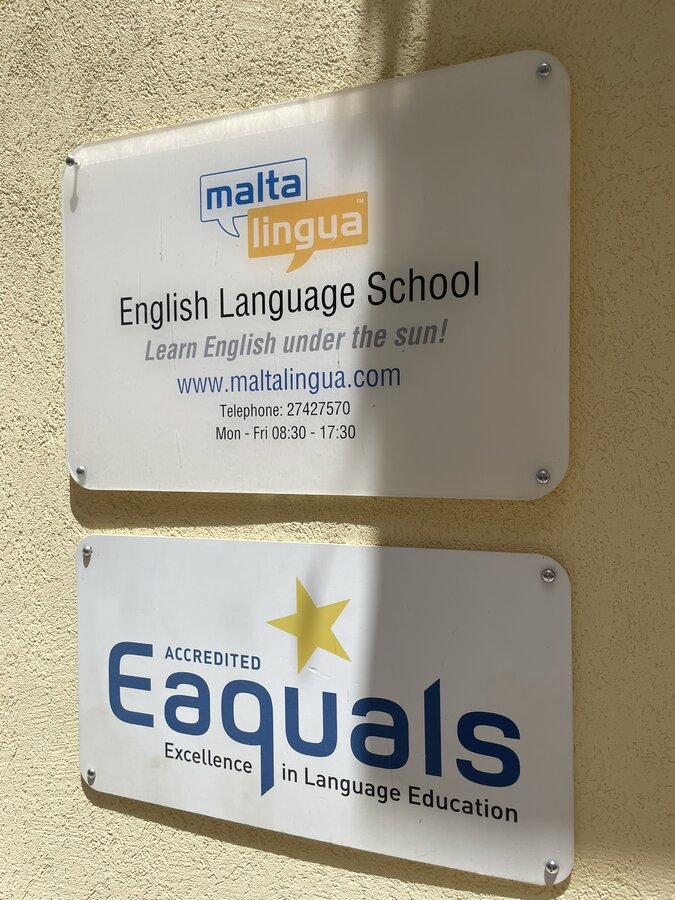 malta
lingua™
English Language School
Learn English under the sun!
www.maltalingua.com
Telephone: 27427570
Mon - Fri 08:30 - 17:30
ACCREDITED
Eaquals
Excellence in Language Education